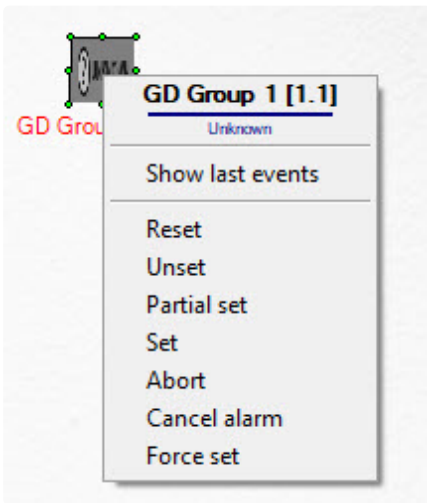 GD Group 1 [1.1]
GD Grou
Unknown
Show last events
Reset
Unset
Partial set
Set
Abort
Cancel alarm
Force set